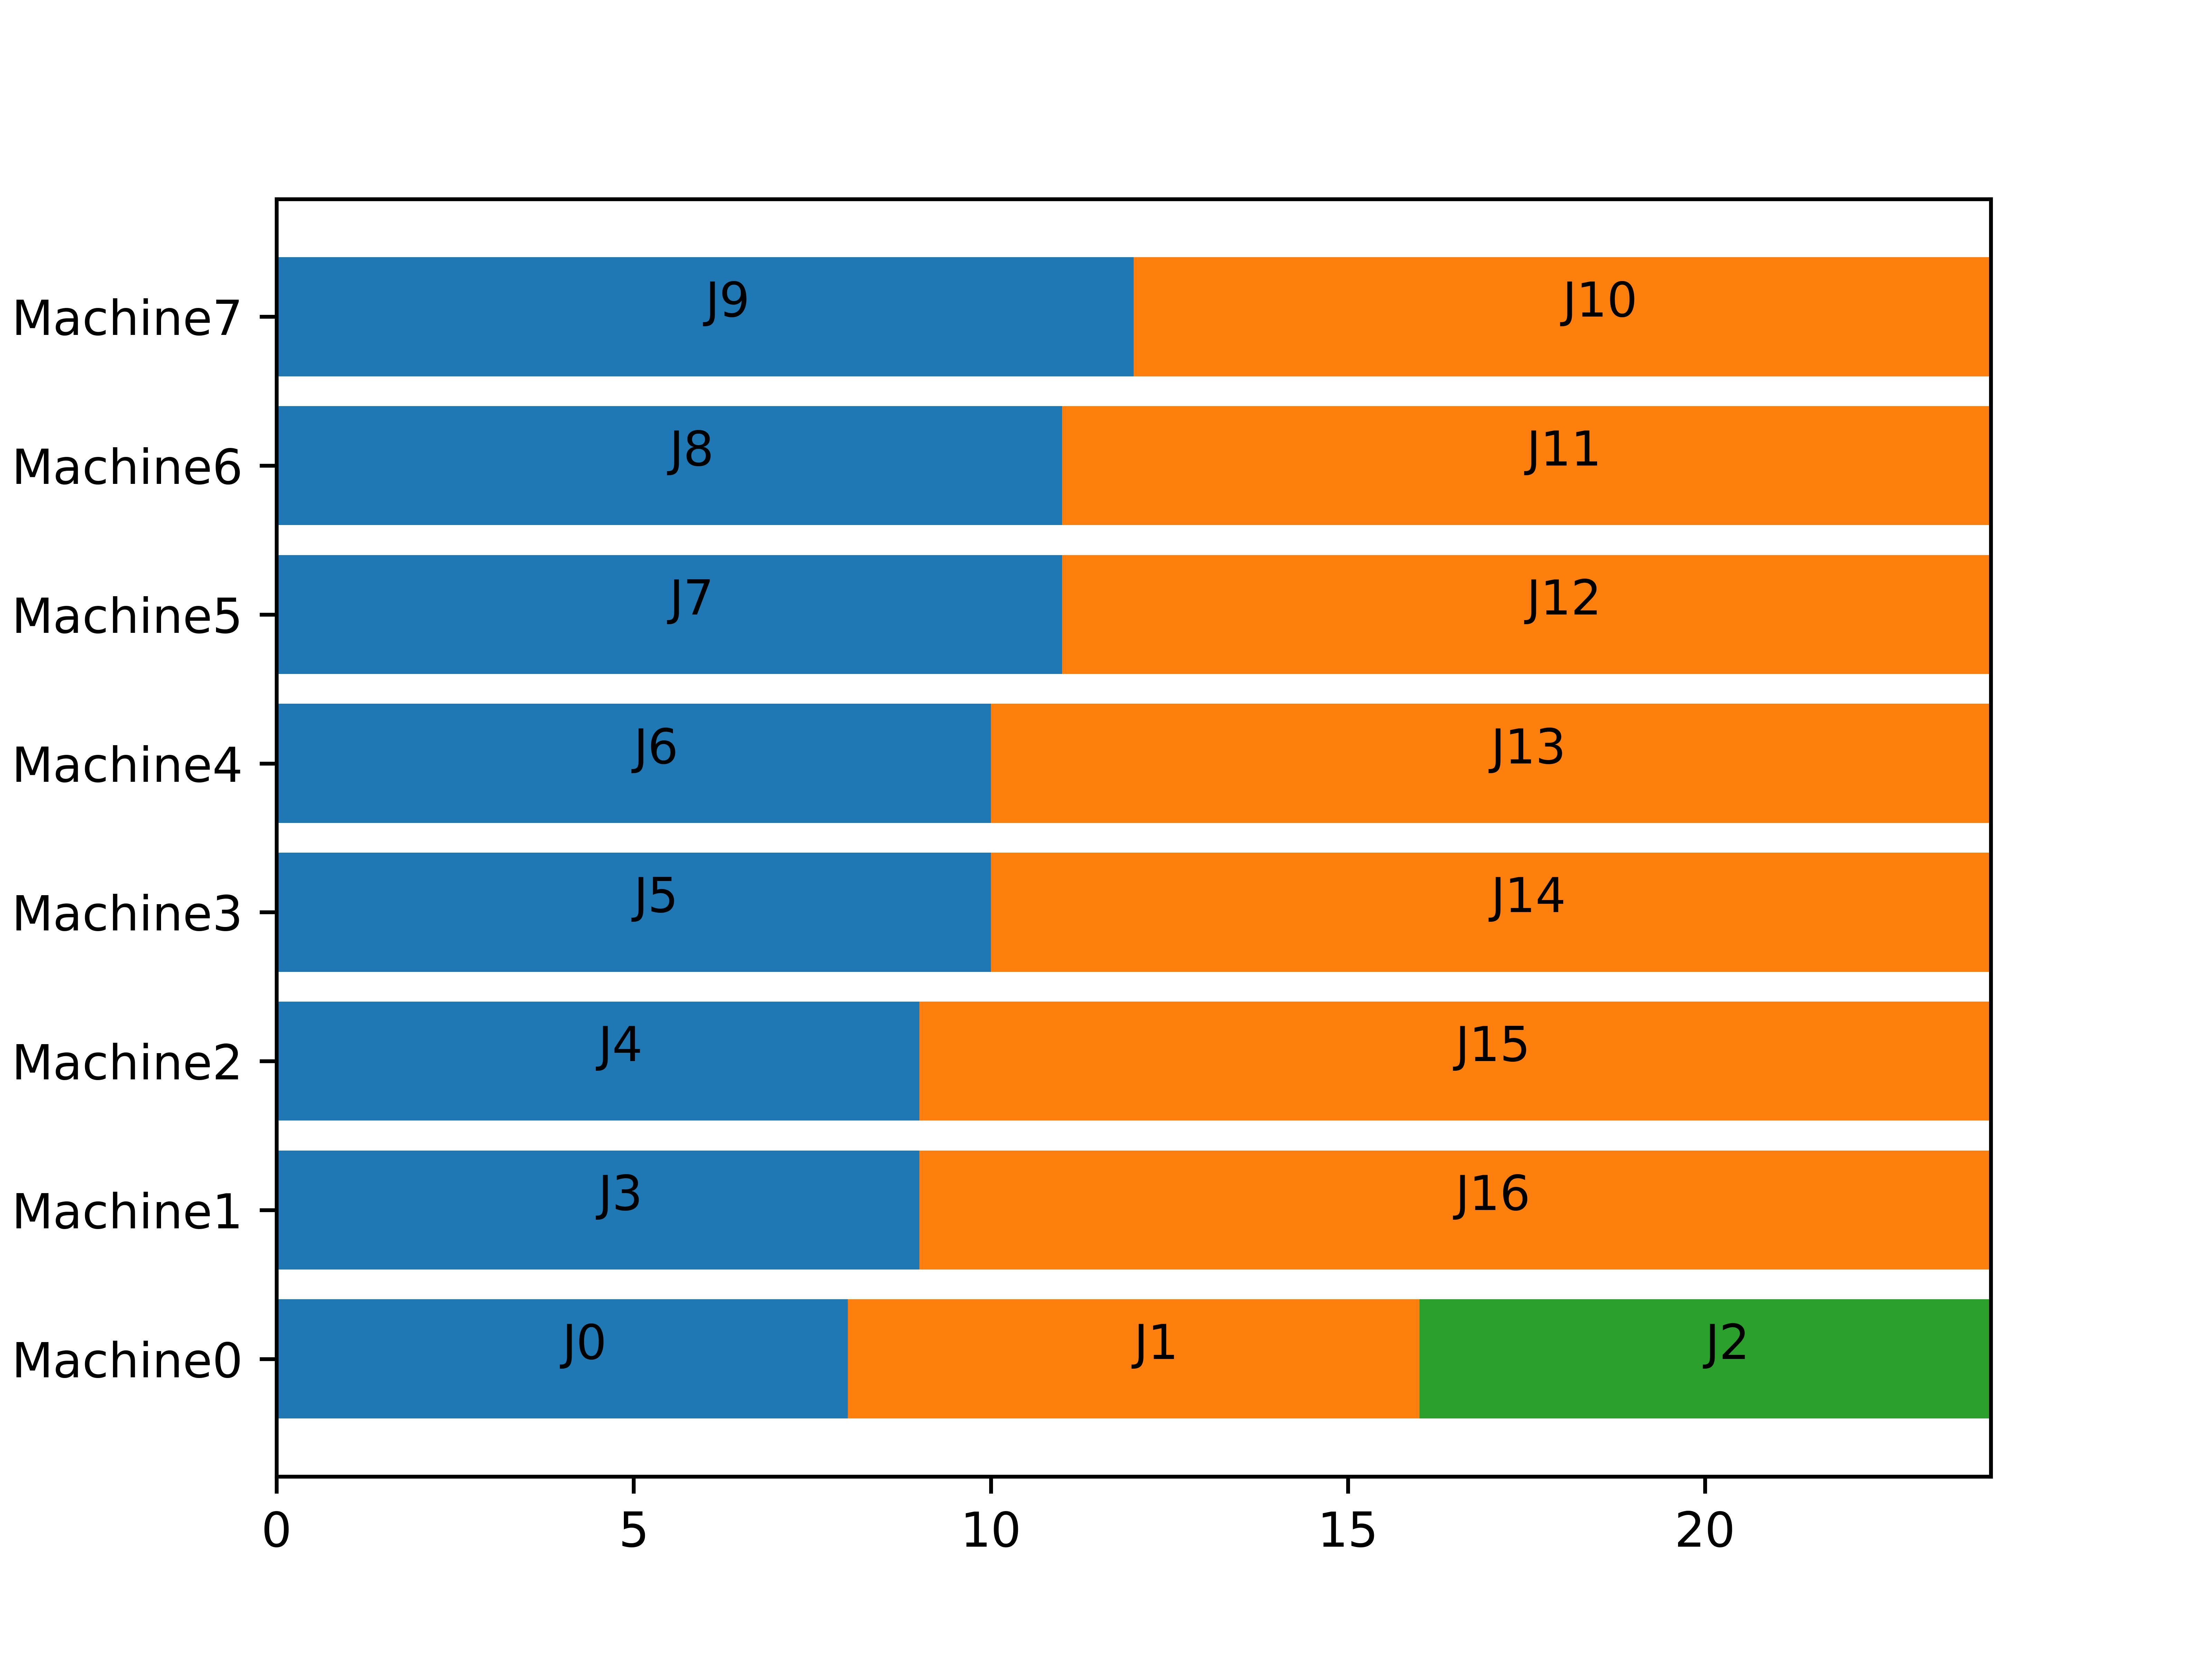 Machine7 J9 J10
Machine6 J8 J11
Machine5 J7 J12
Machine4 J6 J13
Machine3 J5 J14
Machine2 J4 J15
Machine1 J3 J16
Machine0 J0 J1 J2
0 5 10 15 20